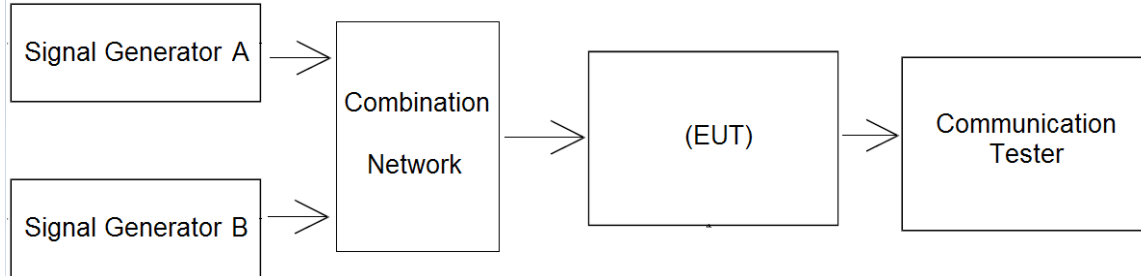 Signal Generator A
Combination
Network
(EUT)
Communication
Tester
Signal Generator B